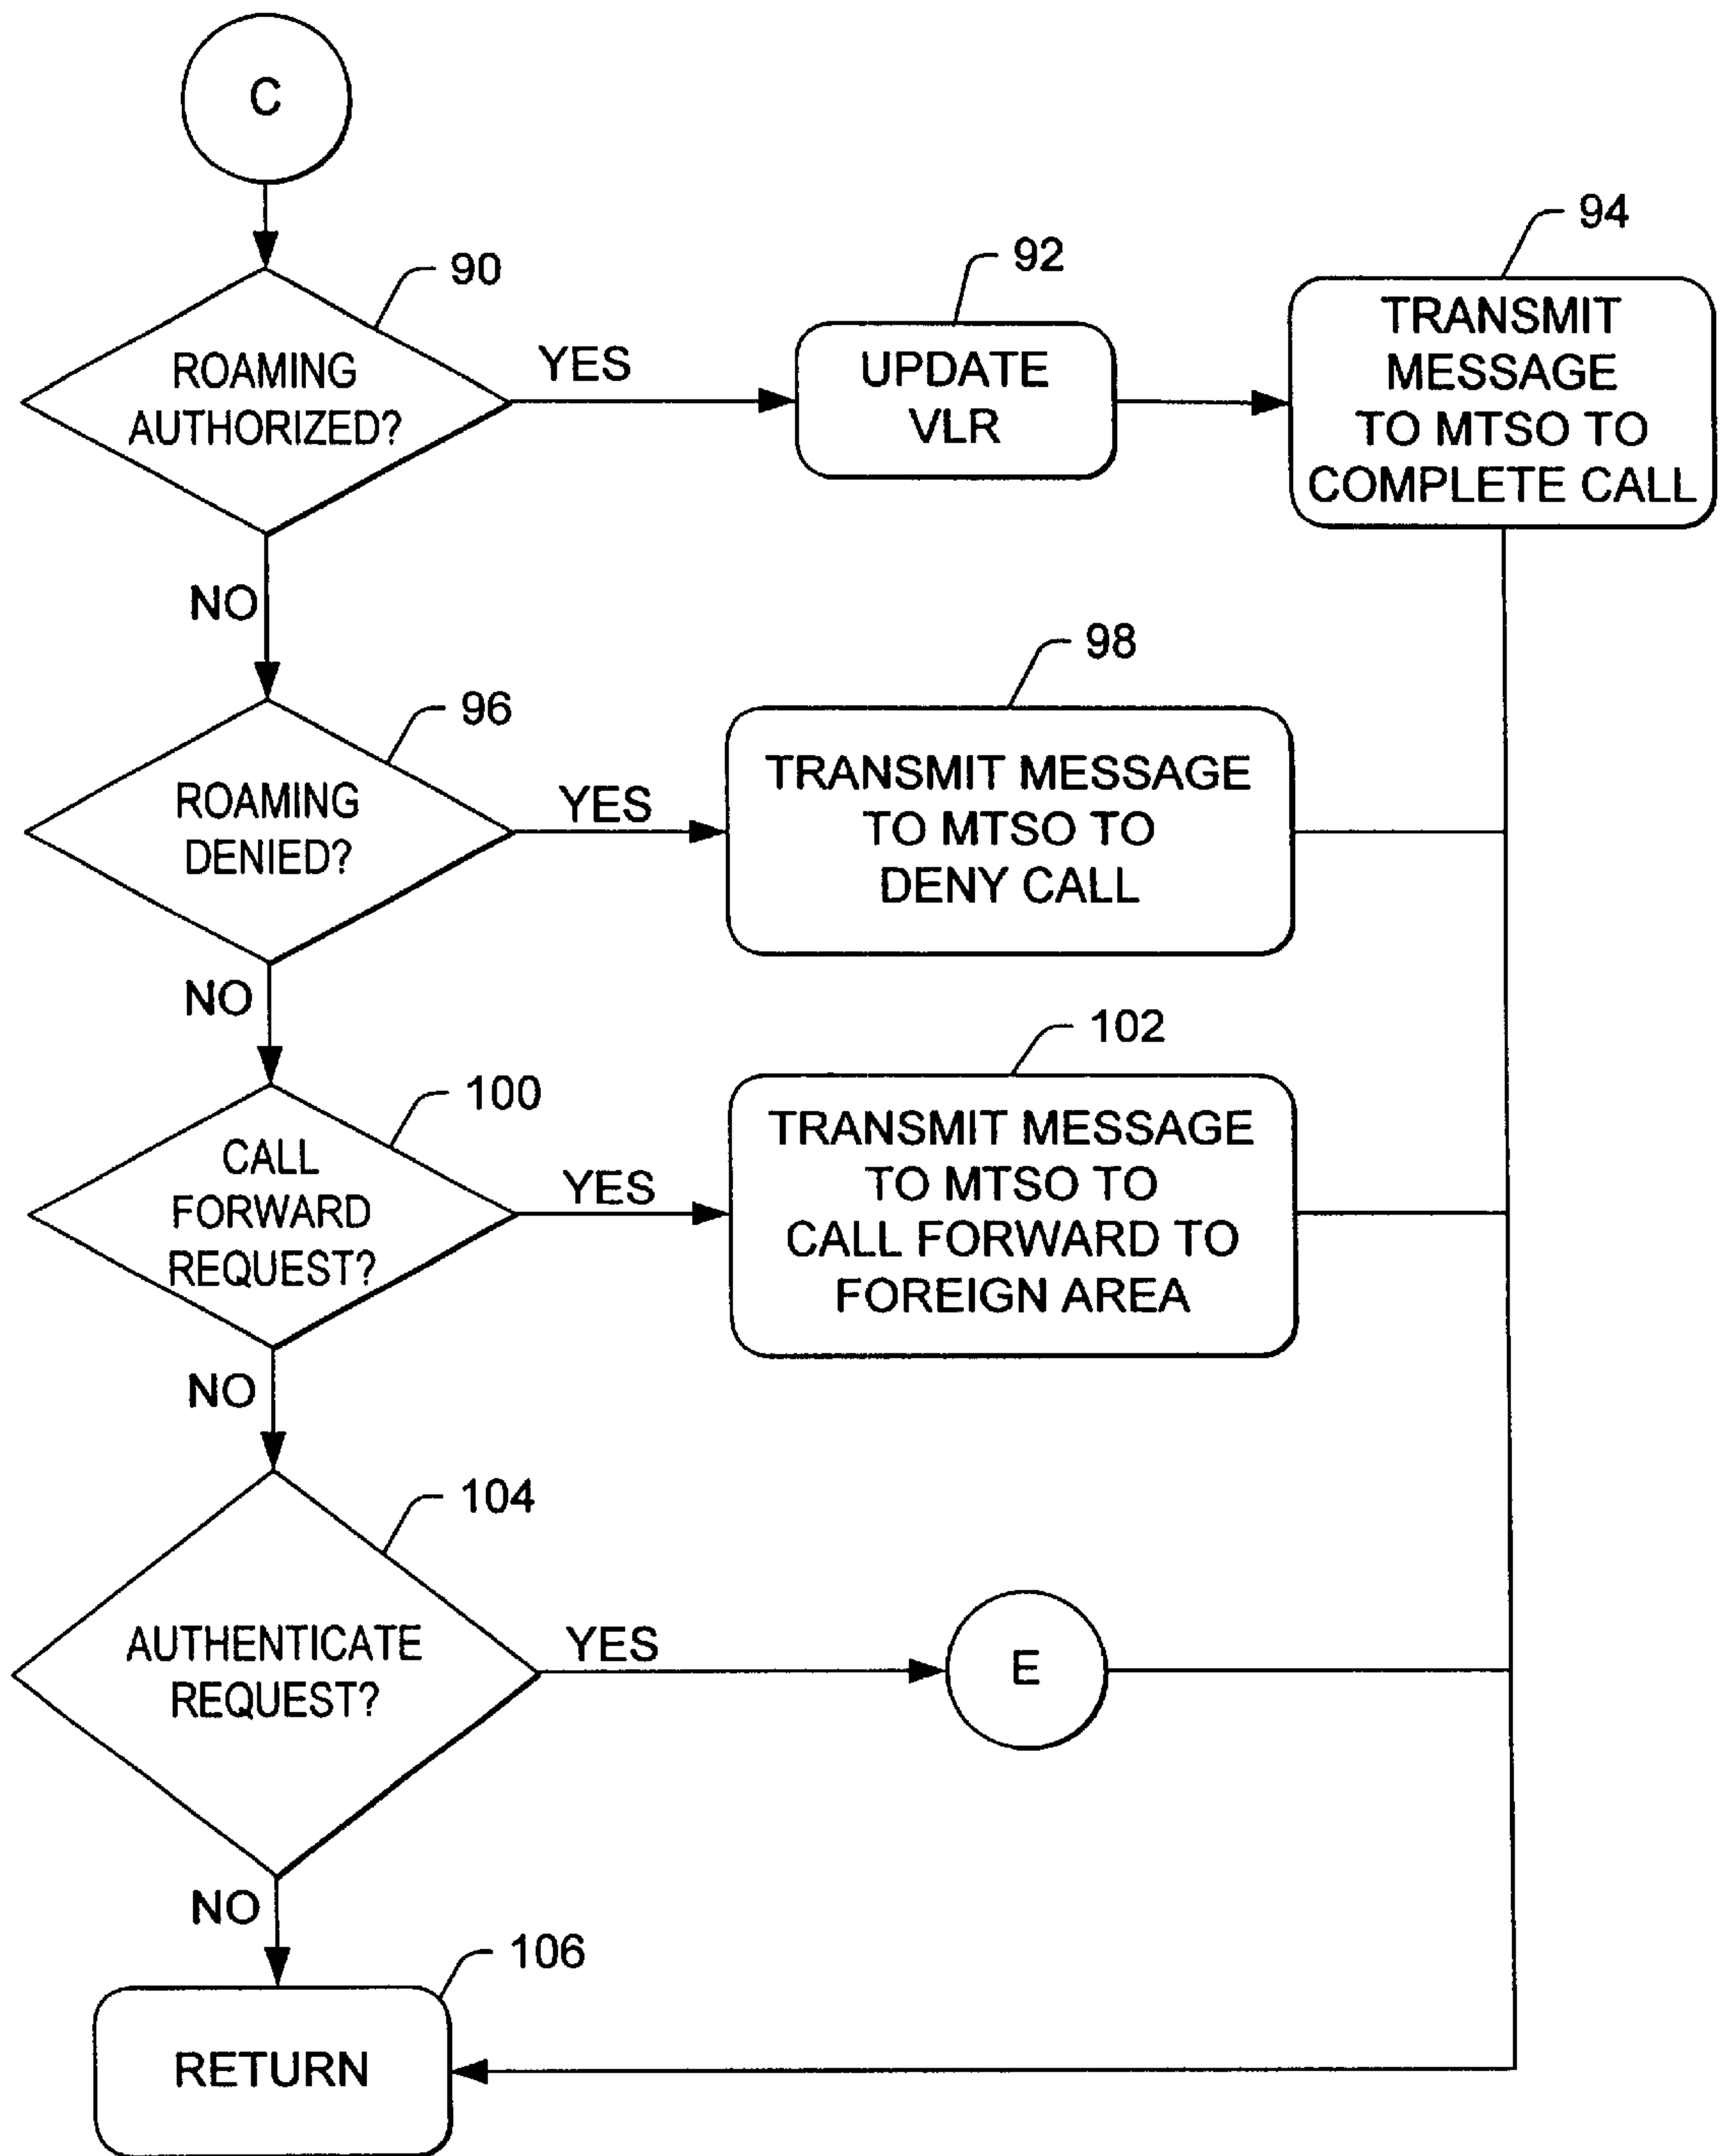 C
90
ROAMING
AUTHORIZED?
YES
92
UPDATE
VLR
94
TRANSMIT
MESSAGE
TO MTSO TO
COMPLETE CALL
NO
96
ROAMING
DENIED?
YES
98
TRANSMIT MESSAGE
TO MTSO TO
DENY CALL
NO
100
CALL
FORWARD
REQUEST?
YES
102
TRANSMIT MESSAGE
TO MTSO TO
CALL FORWARD TO
FOREIGN AREA
NO
104
AUTHENTICATE
REQUEST?
YES
E
NO
106
RETURN